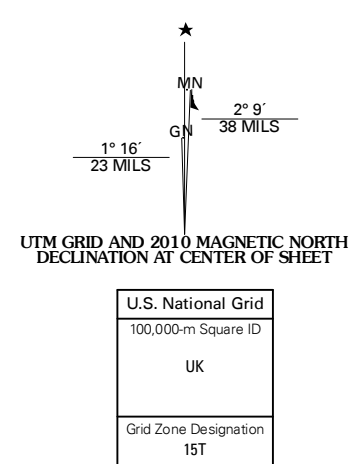 MN
GN
2° 9´
38 MILS
1° 16´
23 MILS
UTM GRID AND 2010 MAGNETIC NORTH
DECLINATION AT CENTER OF SHEET
U.S. National Grid
100,000-m Square ID
UK
Grid Zone Designation
15T